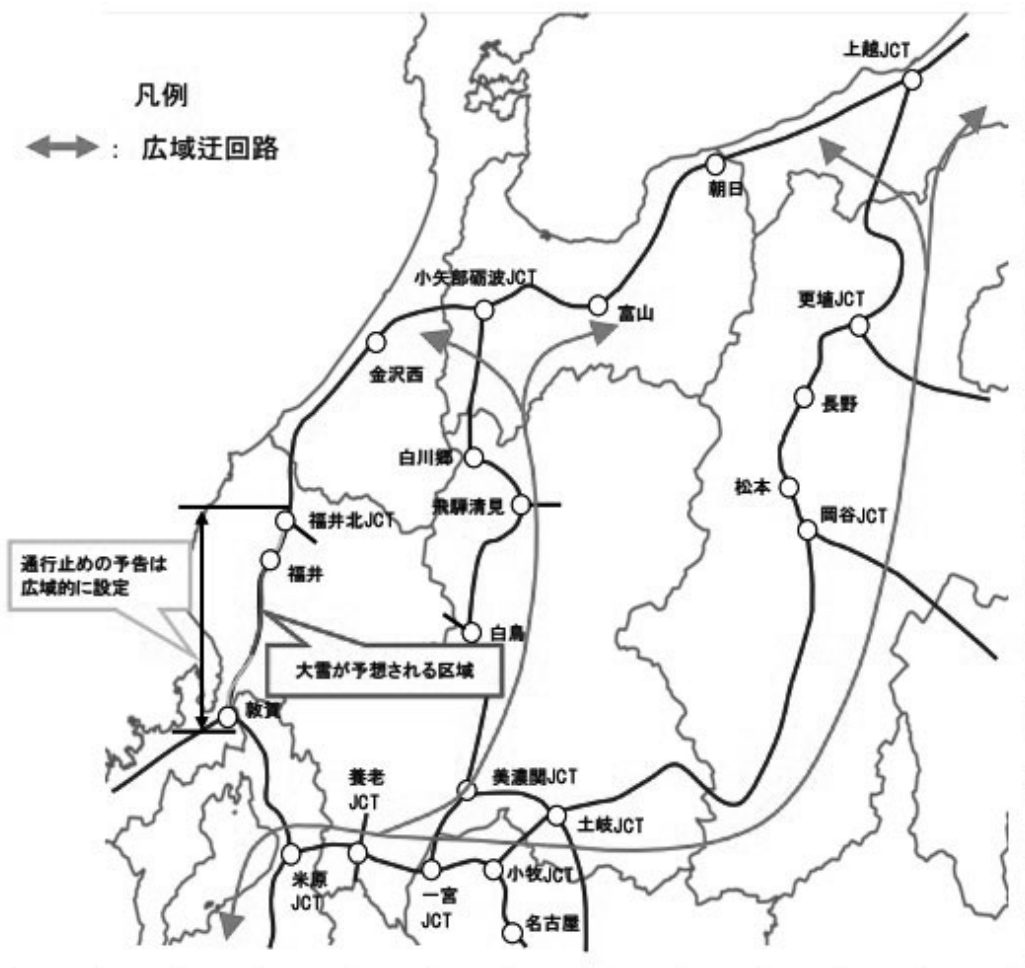 上越JCT
凡例
：広域迂回路
朝日
小矢部砺波JCT
富山
更埴JCT
金沢西
長野
白川郷
松本
飛騨清見
岡谷JCT
福井北JCT
通行止めの予告は
広域的に設定
福井
白鳥
大雪が予想される区域
敦賀
養老
JCT
美濃関JCT
土岐JCT
米原
JCT
一宮
JCT
小牧JCT
名古屋